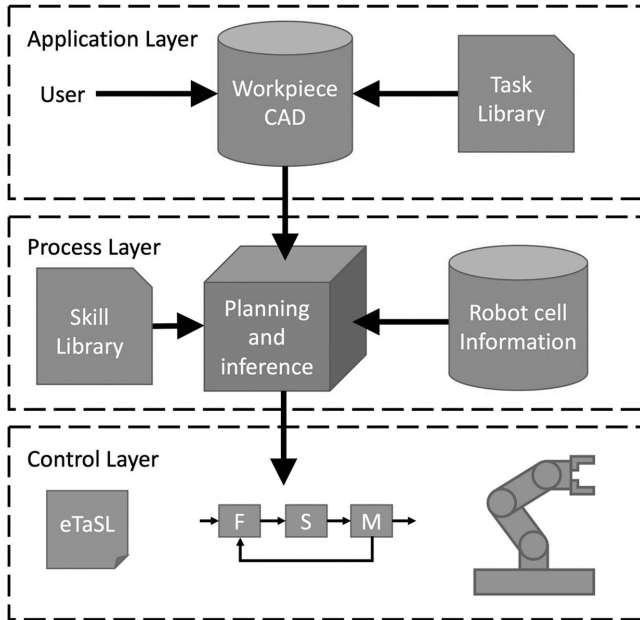 Application Layer
User
Workpiece
CAD
Task
Library
Process Layer
Skill
Library
Planning
and
inference
Robot cell
Information
Control Layer
eTaSL
F
S
M